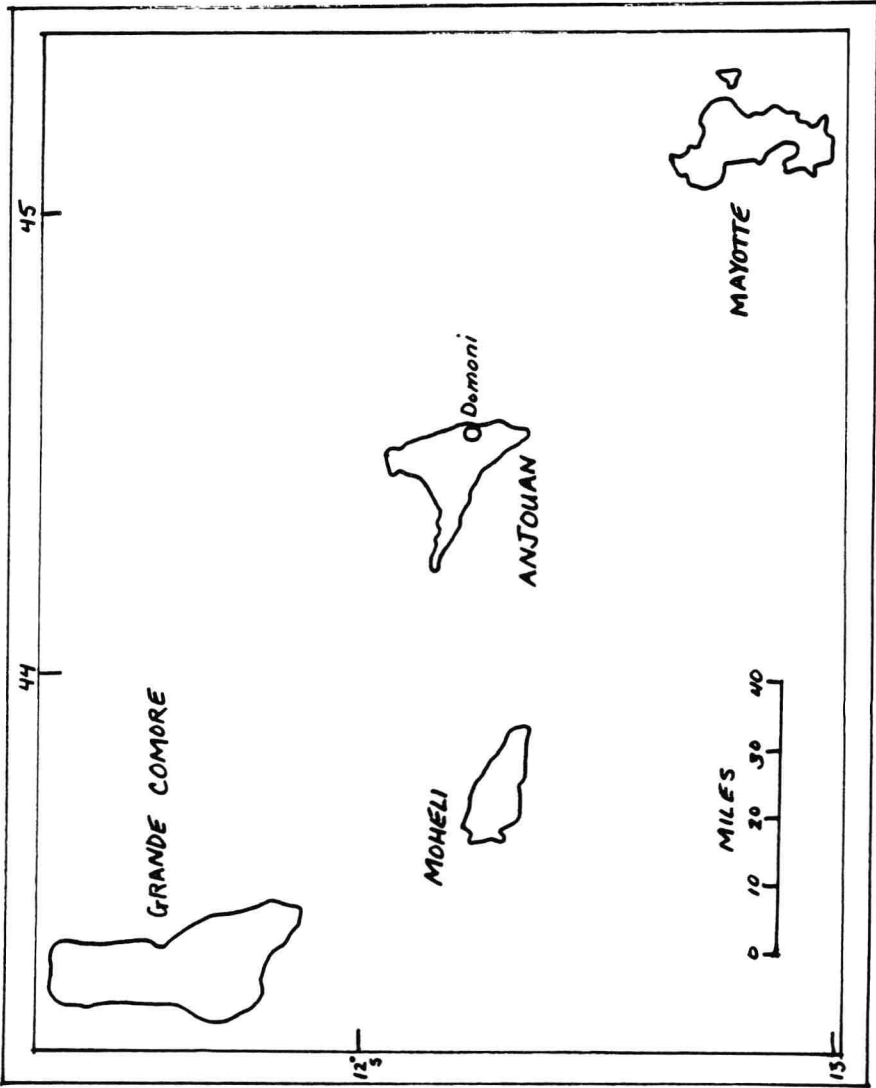 44
45
GRANDE COMORE
12°S
MOHELI
Domoni
ANJOUAN
MAYOTTE
MILES
0 10 20 30 40
13